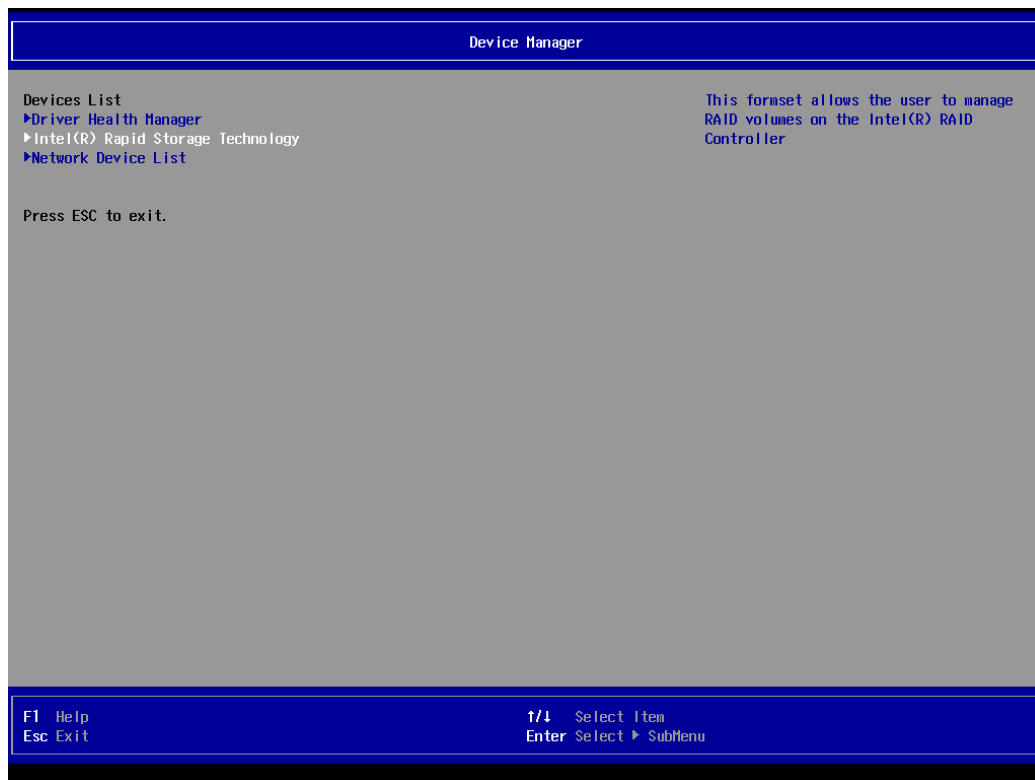 Device Manager
Devices List
▶Driver Health Manager
▶Intel(R) Rapid Storage Technology
▶Network Device List
Press ESC to exit.
This formset allows the user to manage
RAID volumes on the Intel(R) RAID
Controller
F1 Help
Esc Exit
↑/↓ Select Item
Enter Select ▶ SubMenu